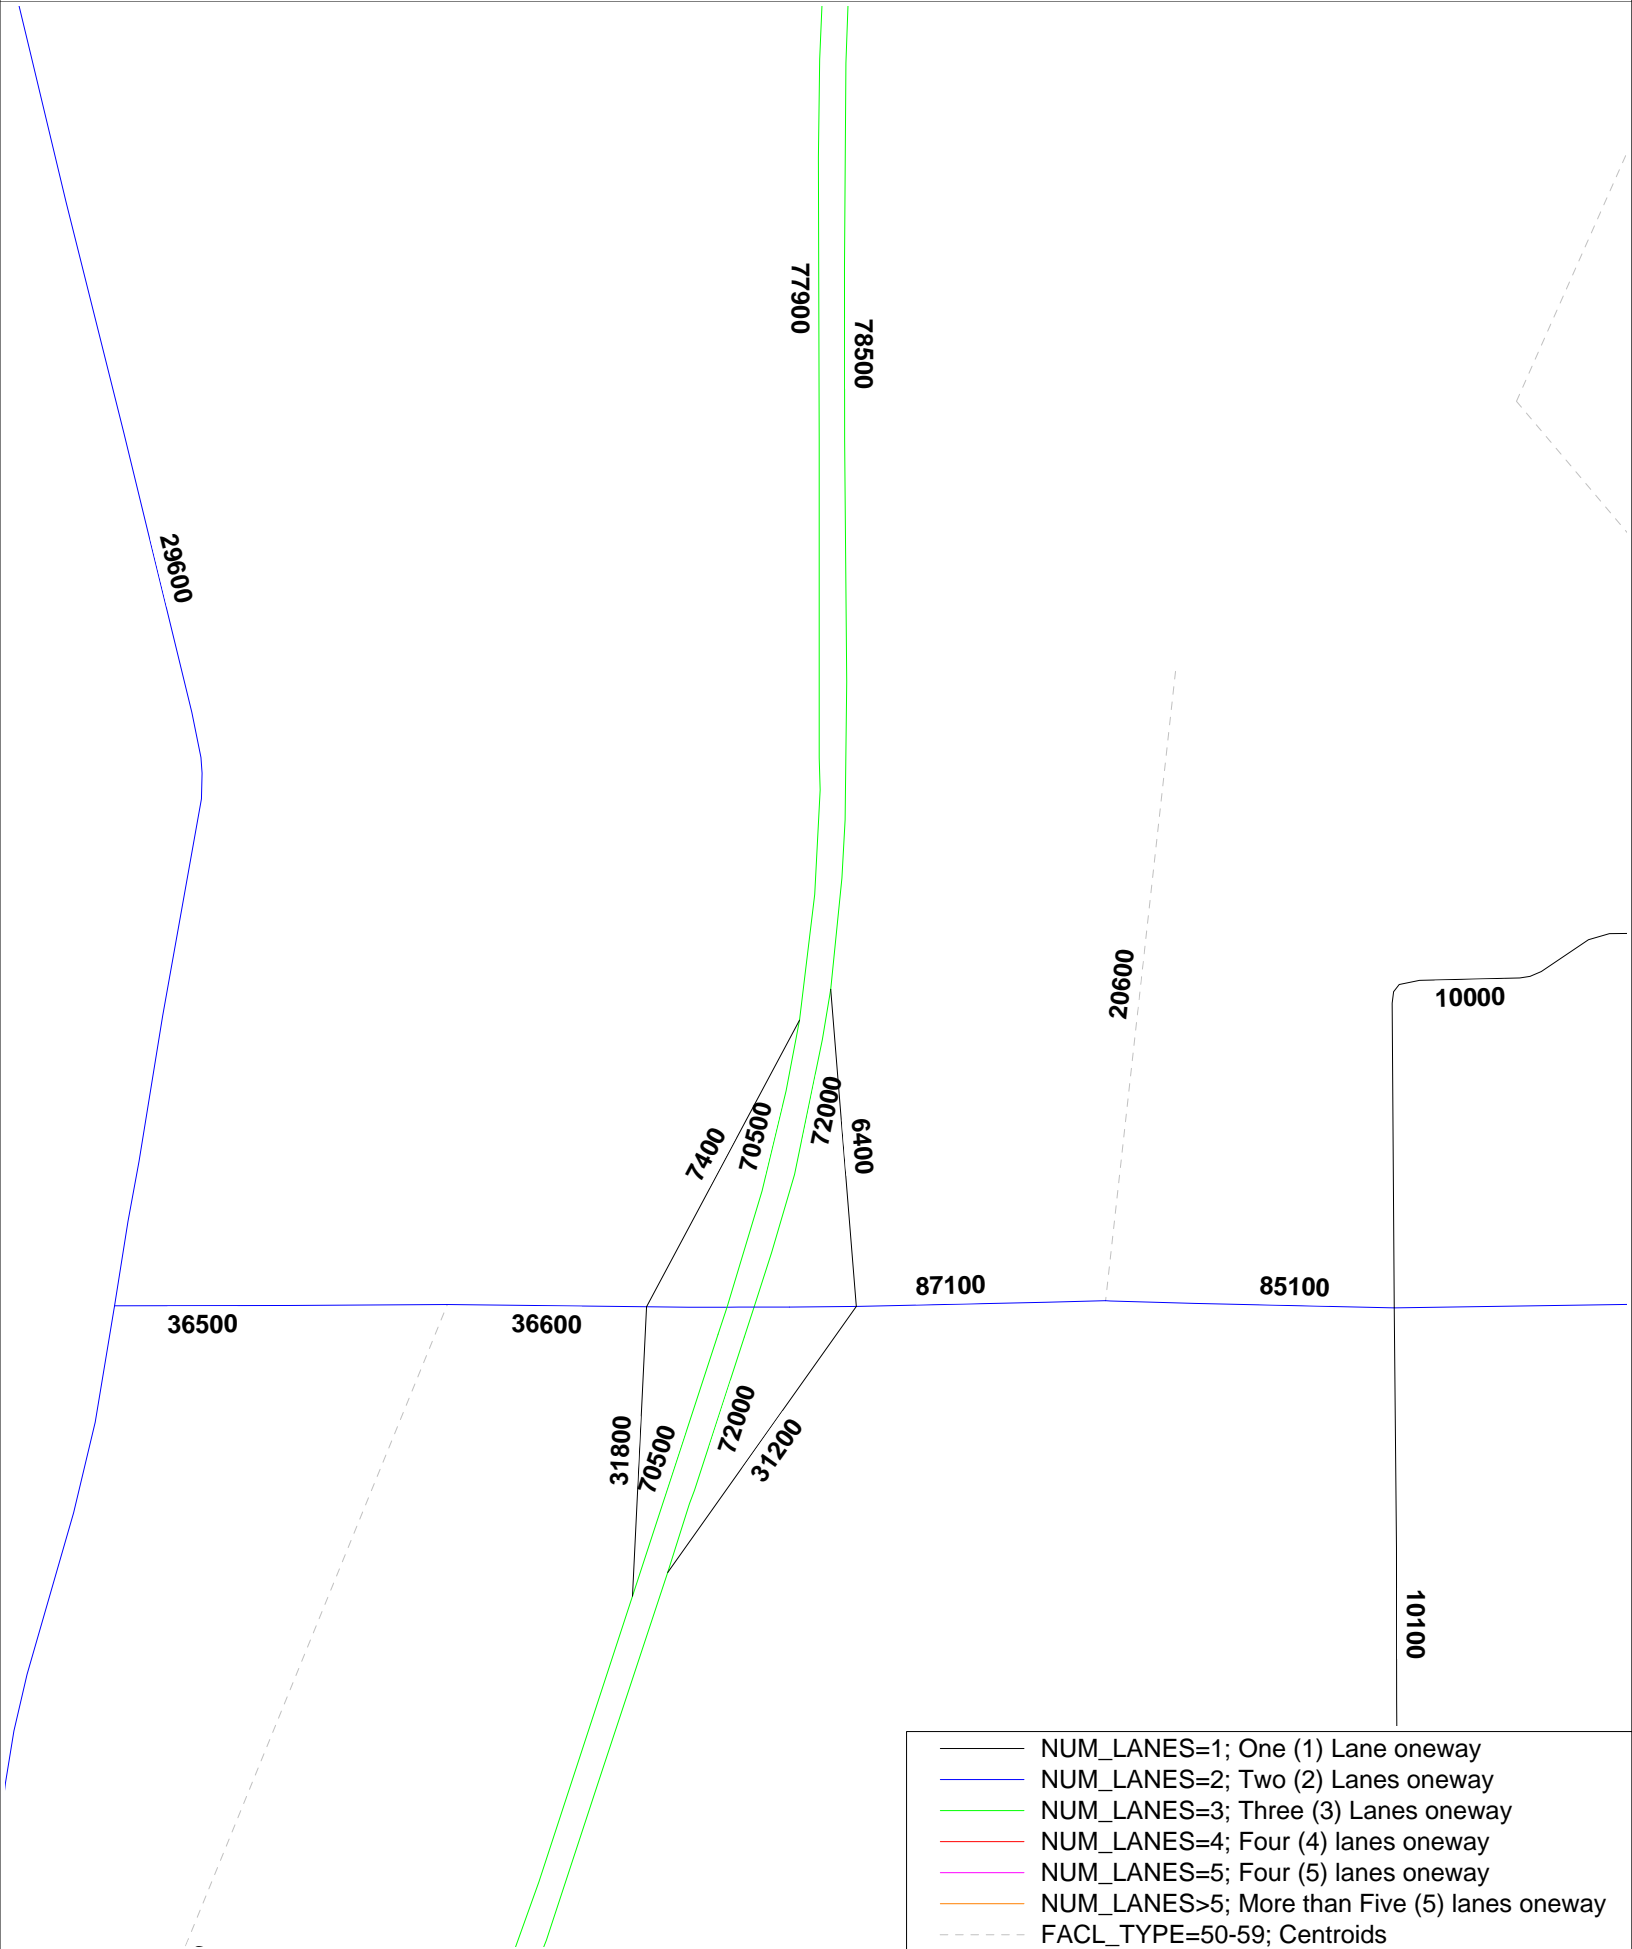 77900
78500
29600
20600
10000
7400
70500
72000
6400
87100
85100
36500
36600
31800
70500
72000
31200
10100
NUM_LANES=1; One (1) Lane oneway
NUM_LANES=2; Two (2) Lanes oneway
NUM_LANES=3; Three (3) Lanes oneway
NUM_LANES=4; Four (4) lanes oneway
NUM_LANES=5; Four (5) lanes oneway
NUM_LANES>5; More than Five (5) lanes oneway
FACL_TYPE=50-59; Centroids